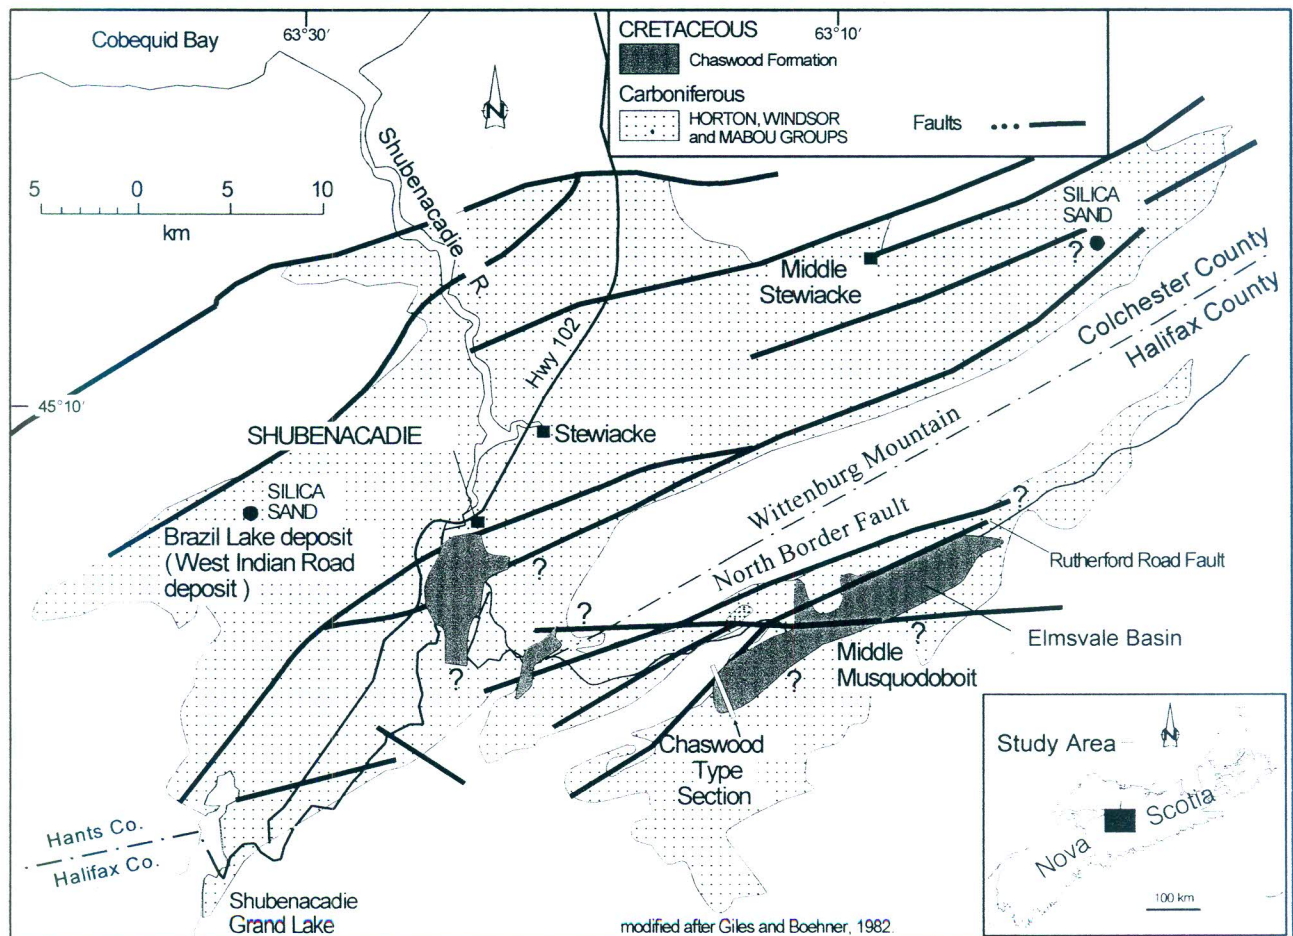 Cobequid Bay
63°30′
63°10′
CRETACEOUS
Chaswood Formation
Carboniferous
HORTON, WINDSOR
and MABOU GROUPS
Faults
N
5 0 5 10
km
Shubenacadie R.
SILICA
SAND
?
Middle
Stewiacke
Colchester County
Halifax County
Hwy 102
45°10′
SHUBENACADIE
Stewiacke
SILICA
SAND
Brazil Lake deposit
( West Indian Road
deposit )
Wittenburg Mountain
North Border Fault
?
Rutherford Road Fault
?
?
Elmsvale Basin
?
Middle
Musquodoboit
?
?
Chaswood
Type
Section
Hants Co.
Halifax Co.
Shubenacadie
Grand Lake
modified after Giles and Boehner, 1982.
Study Area
N
Nova Scotia
100 km